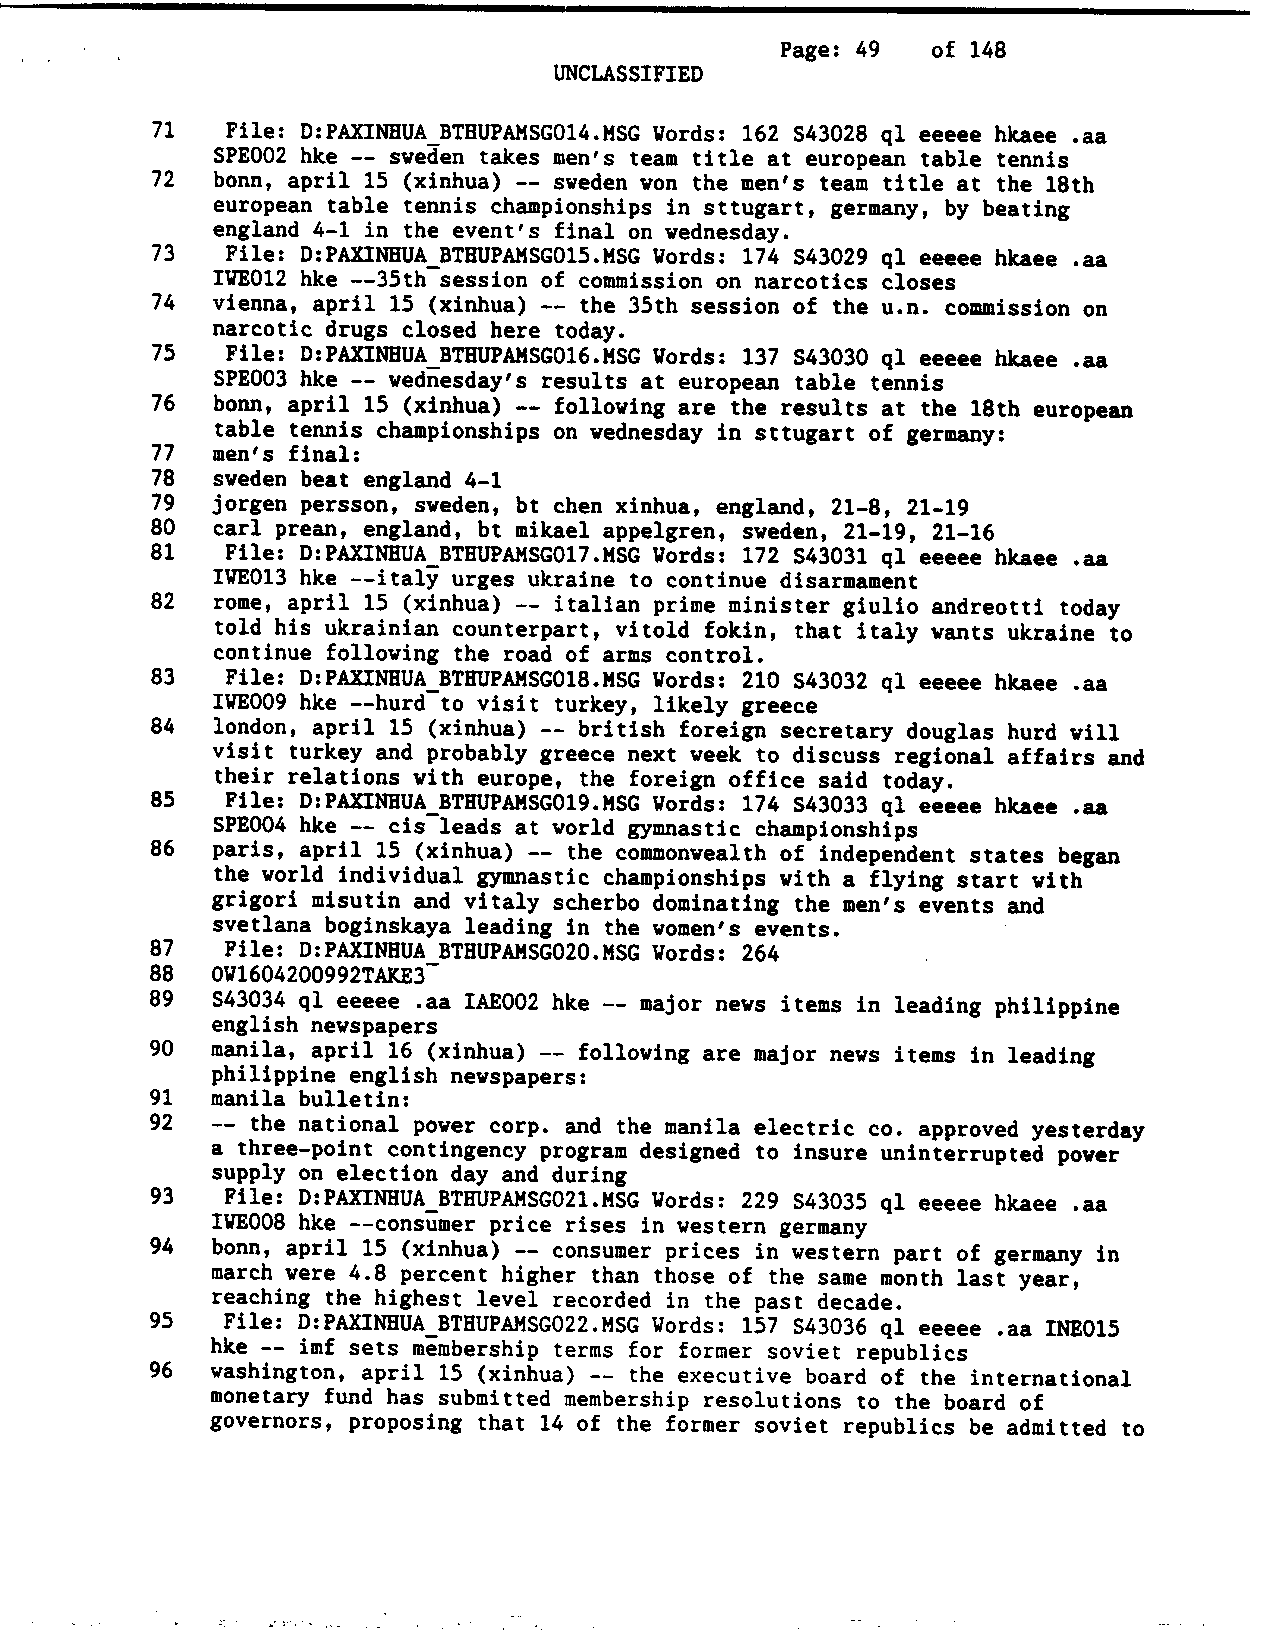 Page: 49 of 148
UNCLASSIFIED
71 File: D:PAXINHUA_BTHUPAMSG014.MSG Words: 162 S43028 ql eeeee hkaee .aa
SPE002 hke -- sweden takes men's team title at european table tennis
72 bonn, april 15 (xinhua) -- sweden won the men's team title at the 18th
european table tennis championships in sttugart, germany, by beating
england 4-1 in the event's final on wednesday.
73 File: D:PAXINHUA_BTHUPAMSG015.MSG Words: 174 S43029 ql eeeee hkaee .aa
IWE012 hke --35th session of commission on narcotics closes
74 vienna, april 15 (xinhua) -- the 35th session of the u.n. commission on
narcotic drugs closed here today.
75 File: D:PAXINHUA_BTHUPAMSG016.MSG Words: 137 S43030 ql eeeee hkaee .aa
SPE003 hke -- wednesday's results at european table tennis
76 bonn, april 15 (xinhua) -- following are the results at the 18th european
table tennis championships on wednesday in sttugart of germany:
77 men's final:
78 sweden beat england 4-1
79 jorgen persson, sweden, bt chen xinhua, england, 21-8, 21-19
80 carl prean, england, bt mikael appelgren, sweden, 21-19, 21-16
81 File: D:PAXINHUA_BTHUPAMSG017.MSG Words: 172 S43031 ql eeeee hkaee .aa
IWE013 hke --italy urges ukraine to continue disarmament
82 rome, april 15 (xinhua) -- italian prime minister giulio andreotti today
told his ukrainian counterpart, vitold fokin, that italy wants ukraine to
continue following the road of arms control.
83 File: D:PAXINHUA_BTHUPAMSG018.MSG Words: 210 S43032 ql eeeee hkaee .aa
IWE009 hke --hurd to visit turkey, likely greece
84 london, april 15 (xinhua) -- british foreign secretary douglas hurd will
visit turkey and probably greece next week to discuss regional affairs and
their relations with europe, the foreign office said today.
85 File: D:PAXINHUA_BTHUPAMSG019.MSG Words: 174 S43033 ql eeeee hkaee .aa
SPE004 hke -- cis leads at world gymnastic championships
86 paris, april 15 (xinhua) -- the commonwealth of independent states began
the world individual gymnastic championships with a flying start with
grigori misutin and vitaly scherbo dominating the men's events and
svetlana boginskaya leading in the women's events.
87 File: D:PAXINHUA_BTHUPAMSG020.MSG Words: 264
88 OW1604200992TAKE3
89 S43034 ql eeeee .aa IAE002 hke -- major news items in leading philippine
english newspapers
90 manila, april 16 (xinhua) -- following are major news items in leading
philippine english newspapers:
91 manila bulletin:
92 -- the national power corp. and the manila electric co. approved yesterday
a three-point contingency program designed to insure uninterrupted power
supply on election day and during
93 File: D:PAXINHUA_BTHUPAMSG021.MSG Words: 229 S43035 ql eeeee hkaee .aa
IWE008 hke --consumer price rises in western germany
94 bonn, april 15 (xinhua) -- consumer prices in western part of germany in
march were 4.8 percent higher than those of the same month last year,
reaching the highest level recorded in the past decade.
95 File: D:PAXINHUA_BTHUPAMSG022.MSG Words: 157 S43036 ql eeeee .aa INE015
hke -- imf sets membership terms for former soviet republics
96 washington, april 15 (xinhua) -- the executive board of the international
monetary fund has submitted membership resolutions to the board of
governors, proposing that 14 of the former soviet republics be admitted to